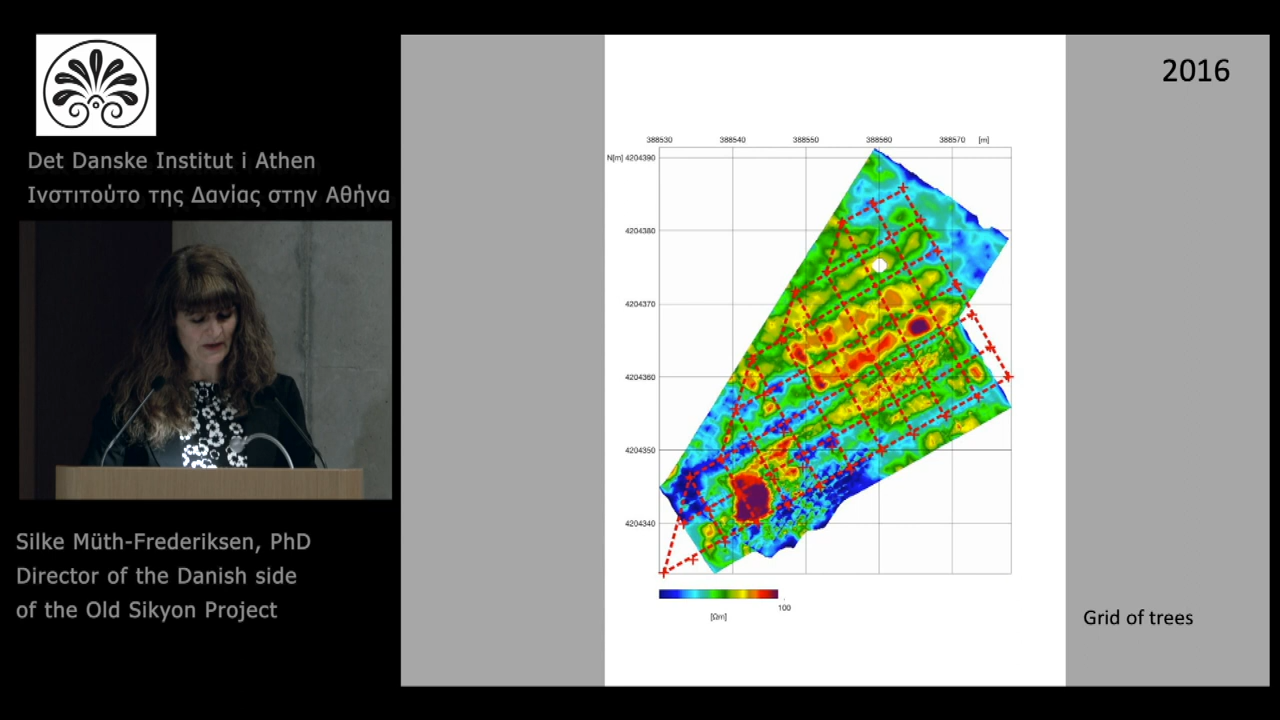 Det Danske Institut i Athen
Ινστιτούτο της Δανίας στην Αθήνα
Silke Müth-Frederiksen, PhD
Director of the Danish side
of the Old Sikyon Project
2016
388530 388540 388550 388560 388570 [m]
N[m] 4204390
4204380
4204370
4204360
4204350
4204340
100
[Ωm]
Grid of trees